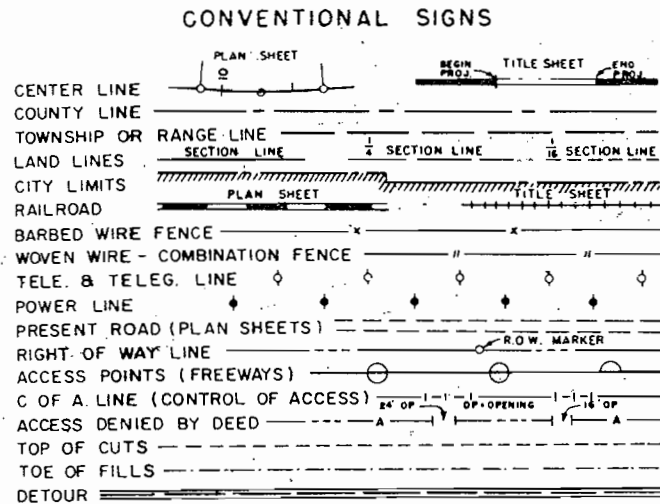 CONVENTIONAL SIGNS
PLAN SHEET
10
BEGIN PROJ.
TITLE SHEET
END PROJ.
CENTER LINE
COUNTY LINE
TOWNSHIP OR RANGE LINE
LAND LINES SECTION LINE 1/4 SECTION LINE 1/16 SECTION LINE
CITY LIMITS
PLAN SHEET TITLE SHEET
RAILROAD
BARBED WIRE FENCE x x
WOVEN WIRE - COMBINATION FENCE // //
TELE. & TELEG. LINE
POWER LINE
PRESENT ROAD (PLAN SHEETS)
R.O.W. MARKER
RIGHT OF WAY LINE
ACCESS POINTS (FREEWAYS)
C OF A. LINE (CONTROL OF ACCESS)
24' OP OP=OPENING 16' OP
ACCESS DENIED BY DEED A A
TOP OF CUTS
TOE OF FILLS
DETOUR